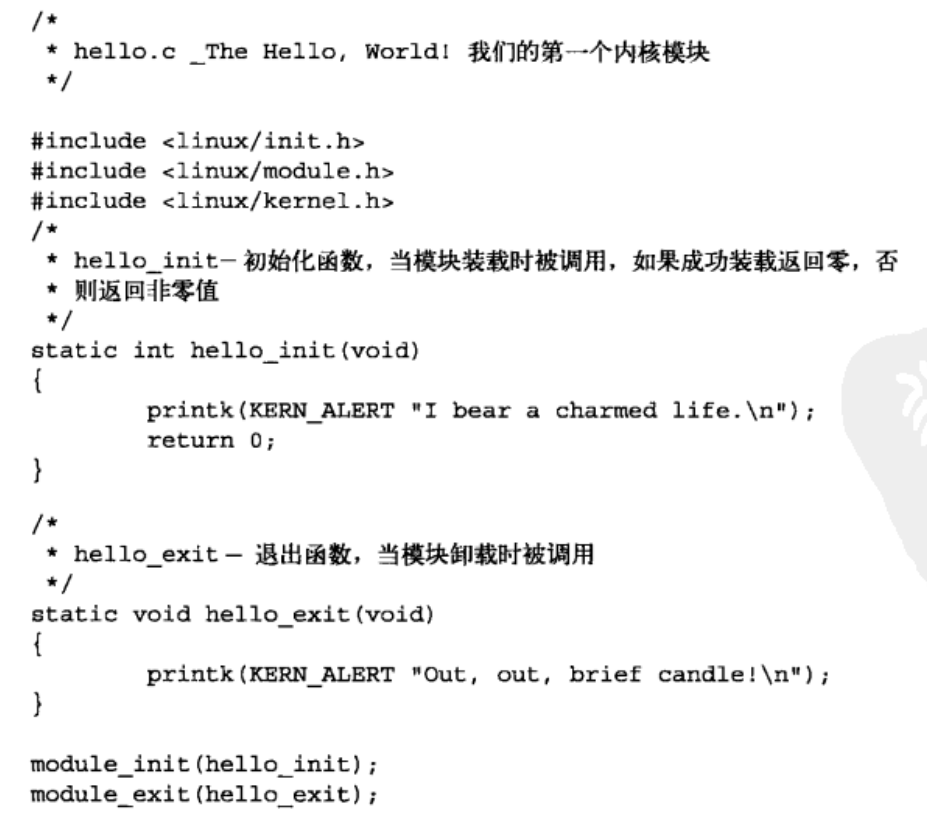 /*
 * hello.c _The Hello, World! 我们的第一个内核模块
 */

#include <linux/init.h>
#include <linux/module.h>
#include <linux/kernel.h>
/*
 * hello_init— 初始化函数，当模块装载时被调用，如果成功装载返回零，否
 * 则返回非零值
 */
static int hello_init(void)
{
        printk(KERN_ALERT "I bear a charmed life.\n");
        return 0;
}

/*
 * hello_exit — 退出函数，当模块卸载时被调用
 */
static void hello_exit(void)
{
        printk(KERN_ALERT "Out, out, brief candle!\n");
}

module_init(hello_init);
module_exit(hello_exit);